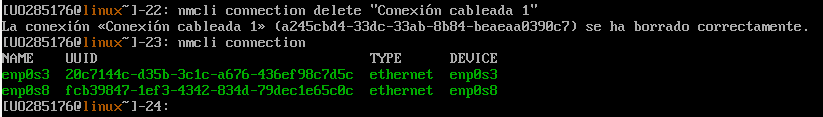 [UO285176@linux~]-22: nmcli connection delete "Conexión cableada 1"
La conexión «Conexión cableada 1» (a245cbd4-33dc-33ab-8b84-beaeaa0390c7) se ha borrado correctamente.
[UO285176@linux~]-23: nmcli connection
NAME    UUID                                  TYPE      DEVICE
enp0s3  20c7144c-d35b-3c1c-a676-436ef98c7d5c  ethernet  enp0s3
enp0s8  fcb39847-1ef3-4342-834d-79dec1e65c0c  ethernet  enp0s8
[UO285176@linux~]-24: